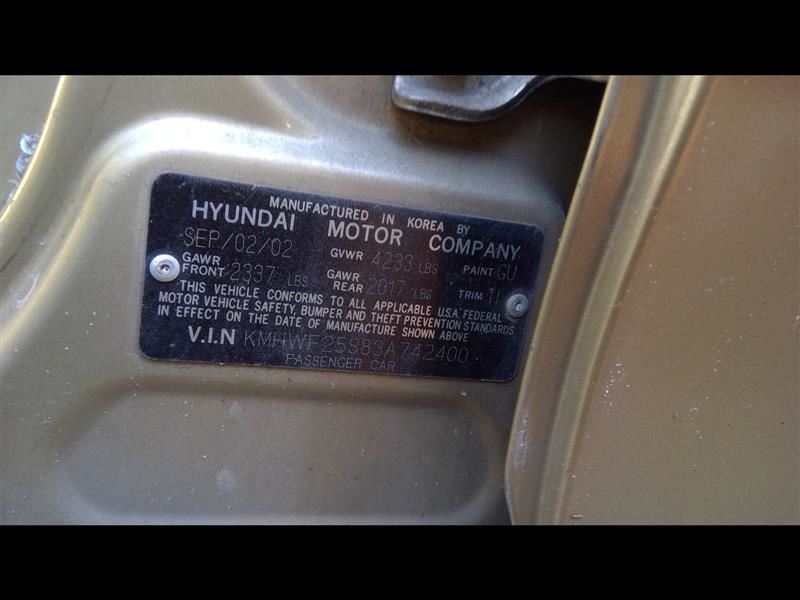 MANUFACTURED IN KOREA BY
HYUNDAI MOTOR COMPANY
SEP/02/02 GVWR 4233 LBS PAINT GU
GAWR FRONT 2337 LBS GAWR REAR 2017 LBS TRIM TI
THIS VEHICLE CONFORMS TO ALL APPLICABLE U.S.A. FEDERAL
MOTOR VEHICLE SAFETY, BUMPER AND THEFT PREVENTION STANDARDS
IN EFFECT ON THE DATE OF MANUFACTURE SHOWN ABOVE
V.I.N KMHWF25S83A742400
PASSENGER CAR